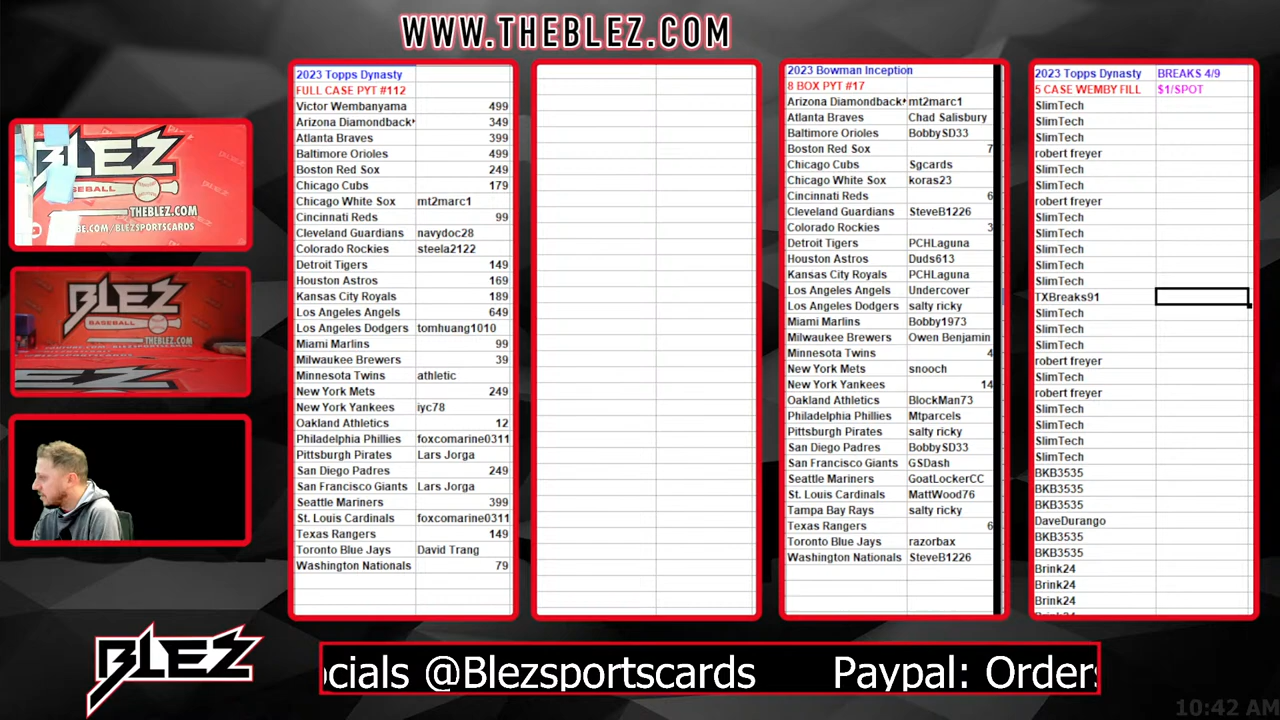 WWW.THEBLEZ.COM
BLEZ
BASEBALL
THEBLEZ.COM
BE.COM/BLEZSPORTSCARDS
BLEZ
BASEBALL
THEBLEZ.COM
2023 Topps Dynasty
FULL CASE PYT #112
Victor Wembanyama 499
Arizona Diamondback 349
Atlanta Braves 399
Baltimore Orioles 499
Boston Red Sox 249
Chicago Cubs 179
Chicago White Sox mt2marc1
Cincinnati Reds 99
Cleveland Guardians navydoc28
Colorado Rockies steela2122
Detroit Tigers 149
Houston Astros 169
Kansas City Royals 189
Los Angeles Angels 649
Los Angeles Dodgers tomhuang1010
Miami Marlins 99
Milwaukee Brewers 39
Minnesota Twins athletic
New York Mets 249
New York Yankees iyc78
Oakland Athletics 12
Philadelphia Phillies foxcomarine0311
Pittsburgh Pirates Lars Jorga
San Diego Padres 249
San Francisco Giants Lars Jorga
Seattle Mariners 399
St. Louis Cardinals foxcomarine0311
Texas Rangers 149
Toronto Blue Jays David Trang
Washington Nationals 79
2023 Bowman Inception
8 BOX PYT #17
Arizona Diamondback mt2marc1
Atlanta Braves Chad Salisbury
Baltimore Orioles BobbySD33
Boston Red Sox 7
Chicago Cubs Sgcards
Chicago White Sox koras23
Cincinnati Reds 6
Cleveland Guardians SteveB1226
Colorado Rockies 3
Detroit Tigers PCHLaguna
Houston Astros Duds613
Kansas City Royals PCHLaguna
Los Angeles Angels Undercover
Los Angeles Dodgers salty ricky
Miami Marlins Bobby1973
Milwaukee Brewers Owen Benjamin
Minnesota Twins 4
New York Mets snooch
New York Yankees 14
Oakland Athletics BlockMan73
Philadelphia Phillies Mtparcels
Pittsburgh Pirates salty ricky
San Diego Padres BobbySD33
San Francisco Giants GSDash
Seattle Mariners GoatLockerCC
St. Louis Cardinals MattWood76
Tampa Bay Rays salty ricky
Texas Rangers 6
Toronto Blue Jays razorbax
Washington Nationals SteveB1226
2023 Topps Dynasty BREAKS 4/9
5 CASE WEMBY FILL $1/SPOT
SlimTech
SlimTech
SlimTech
robert freyer
SlimTech
SlimTech
robert freyer
SlimTech
SlimTech
SlimTech
SlimTech
SlimTech
TXBreaks91
SlimTech
SlimTech
SlimTech
robert freyer
SlimTech
robert freyer
SlimTech
SlimTech
SlimTech
SlimTech
BKB3535
BKB3535
BKB3535
DaveDurango
BKB3535
BKB3535
Brink24
Brink24
Brink24
Brink24
BLEZ
ocials @Blezsportscards Paypal: Orders
10:42 AM